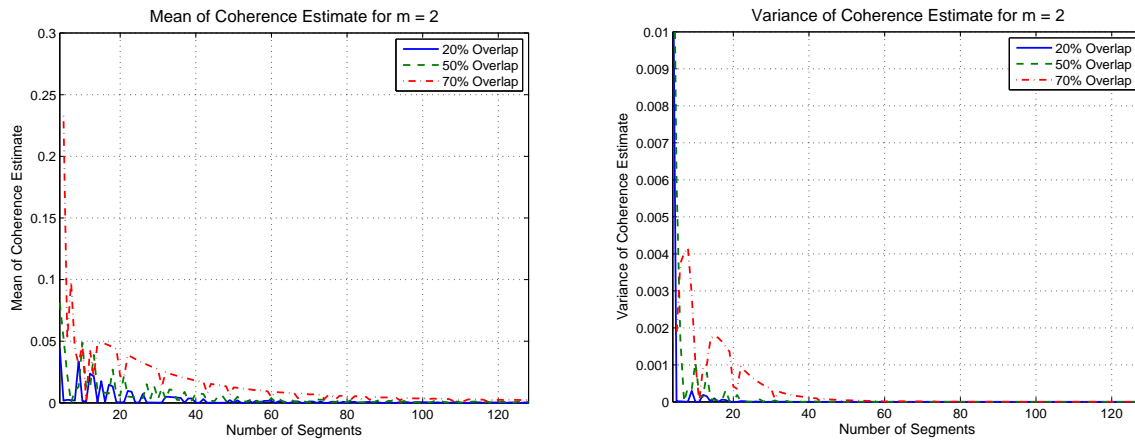 Mean of Coherence Estimate for m = 2
0.3
0.25
0.2
0.15
0.1
0.05
0
Mean of Coherence Estimate
20% Overlap
50% Overlap
70% Overlap
20 40 60 80 100 120
Number of Segments
Variance of Coherence Estimate for m = 2
0.01
0.009
0.008
0.007
0.006
0.005
0.004
0.003
0.002
0.001
0
Variance of Coherence Estimate
20% Overlap
50% Overlap
70% Overlap
20 40 60 80 100 120
Number of Segments